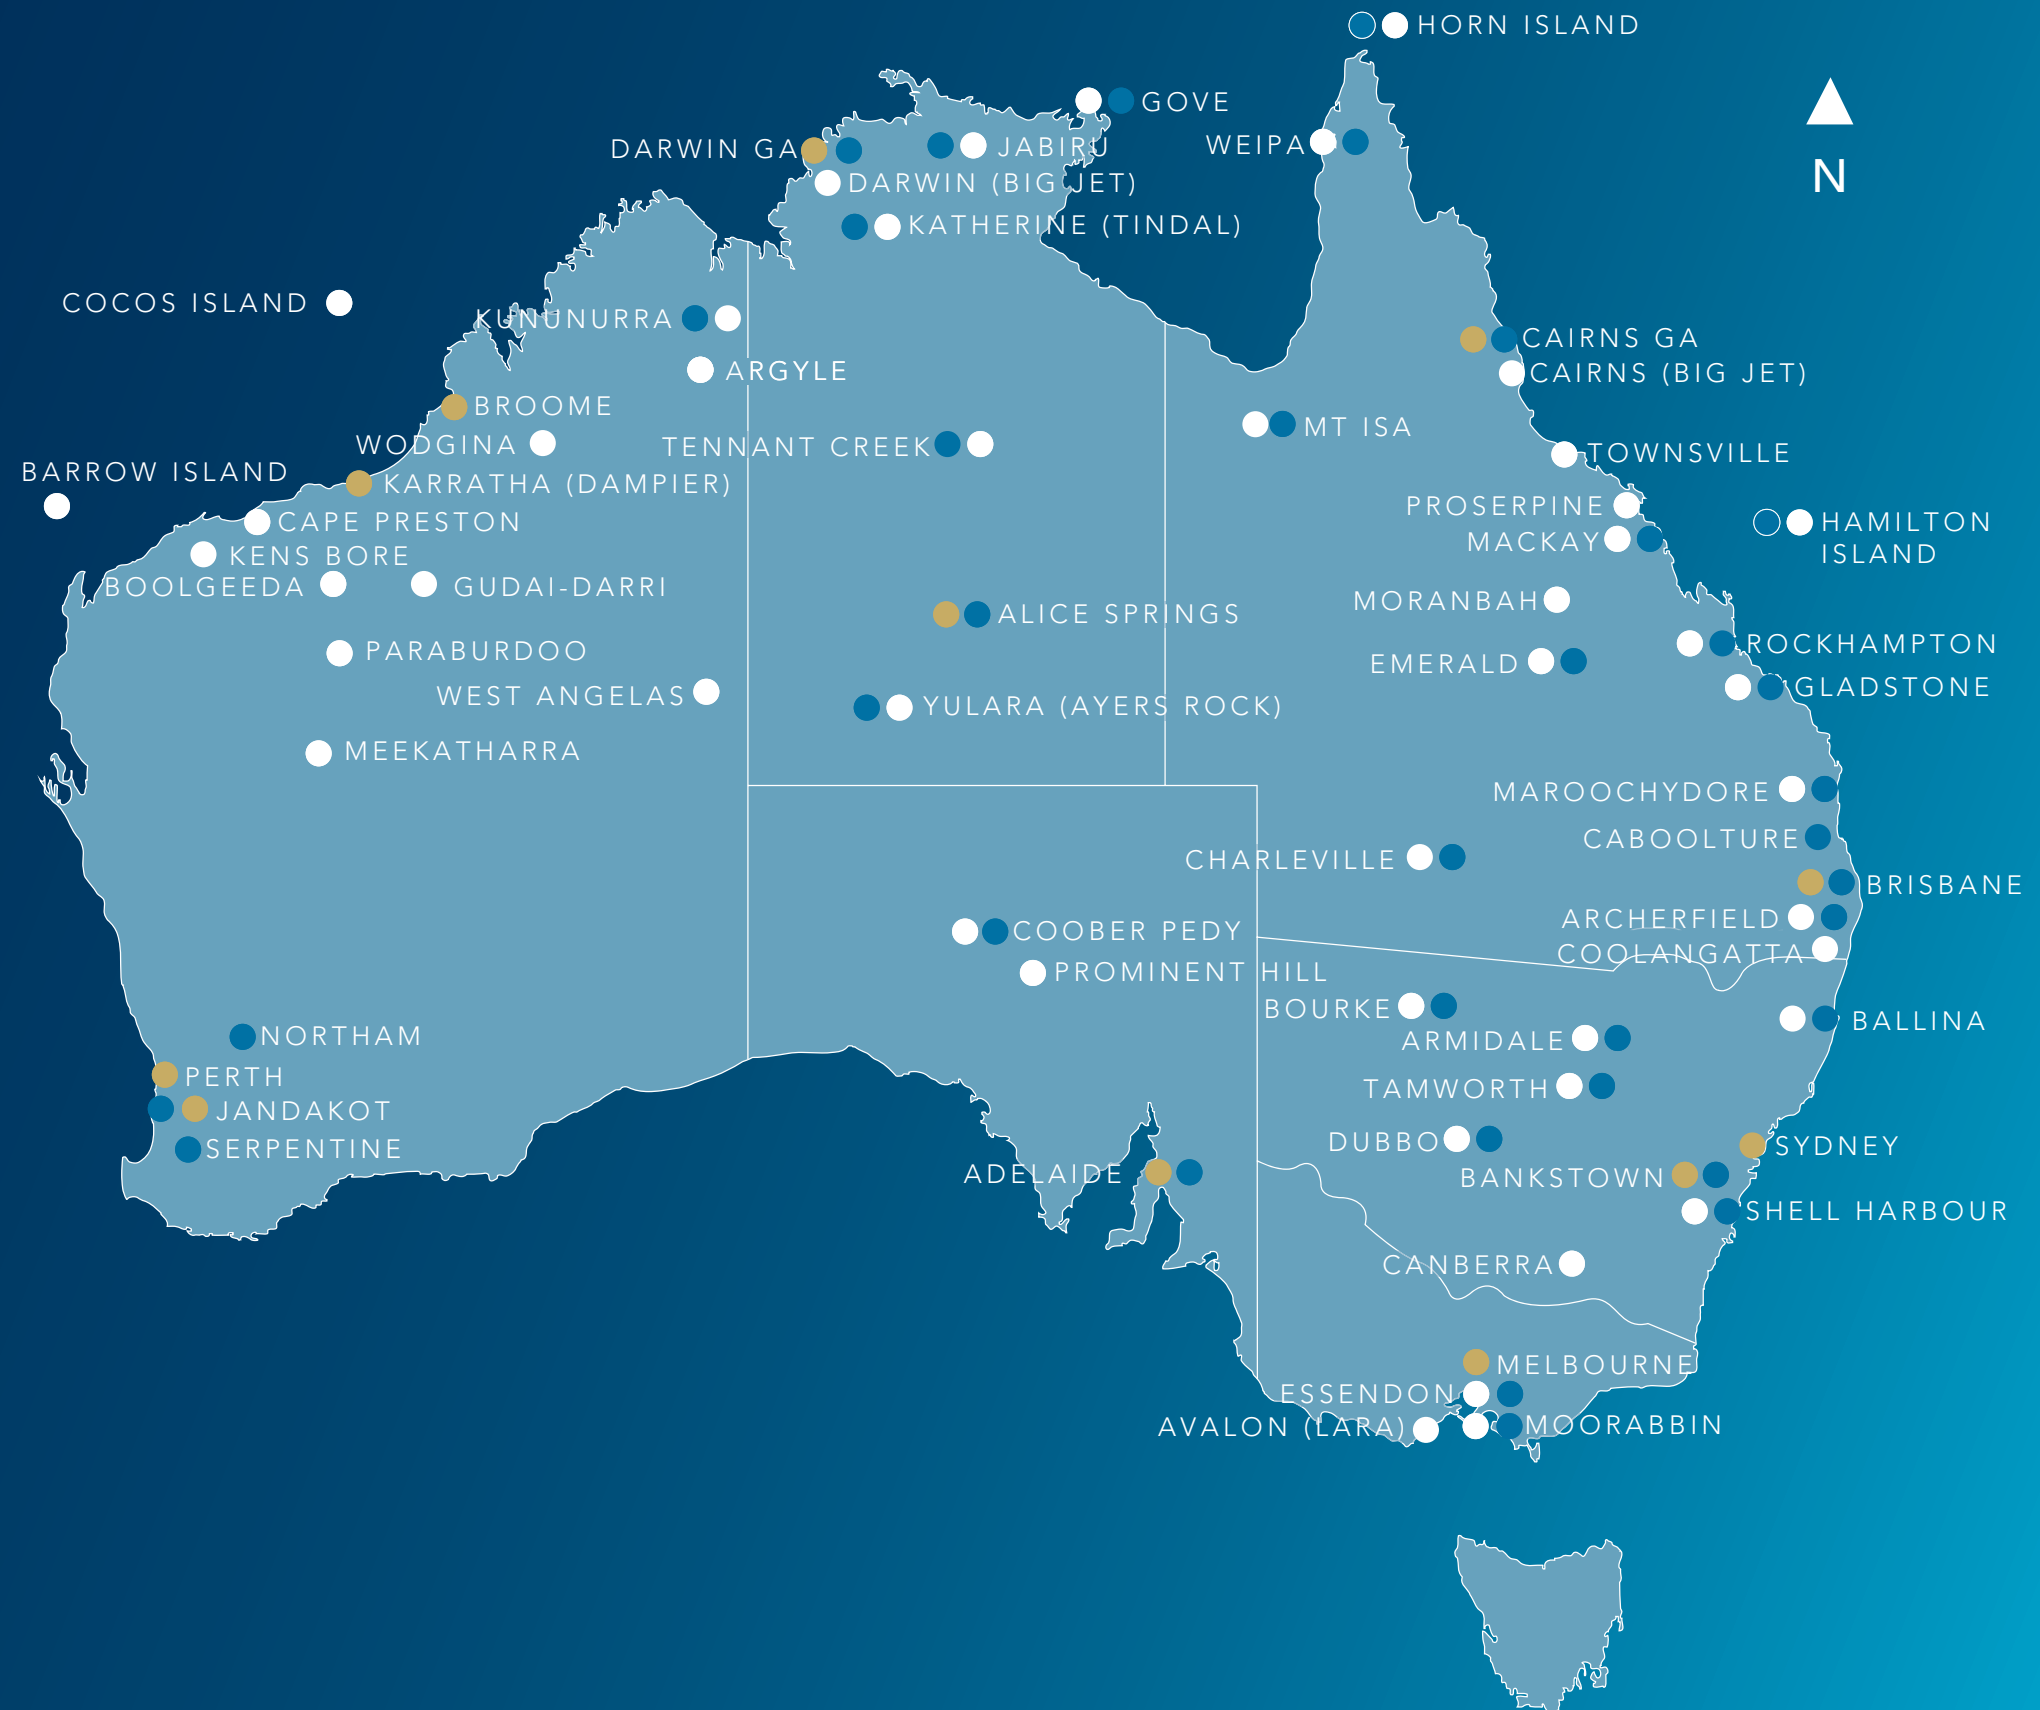 HORN ISLAND
GOVE
DARWIN GA
JABIRU
WEIPA
N
DARWIN (BIG JET)
KATHERINE (TINDAL)
COCOS ISLAND
KUNUNURRA
CAIRNS GA
ARGYLE
CAIRNS (BIG JET)
BROOME
MT ISA
WODGINA
TENNANT CREEK
TOWNSVILLE
BARROW ISLAND
KARRATHA (DAMPIER)
PROSERPINE
CAPE PRESTON
HAMILTON
ISLAND
MACKAY
KENS BORE
BOOLGEEDA
GUDAI-DARRI
MORANBAH
ALICE SPRINGS
ROCKHAMPTON
PARABURDOO
EMERALD
GLADSTONE
WEST ANGELAS
YULARA (AYERS ROCK)
MEEKATHARRA
MAROOCHYDORE
CABOOLTURE
CHARLEVILLE
BRISBANE
ARCHERFIELD
COOBER PEDY
COOLANGATTA
PROMINENT HILL
BOURKE
BALLINA
NORTHAM
ARMIDALE
PERTH
TAMWORTH
JANDAKOT
DUBBO
SYDNEY
SERPENTINE
ADELAIDE
BANKSTOWN
SHELL HARBOUR
CANBERRA
MELBOURNE
ESSENDON
AVALON (LARA)
MOORABBIN